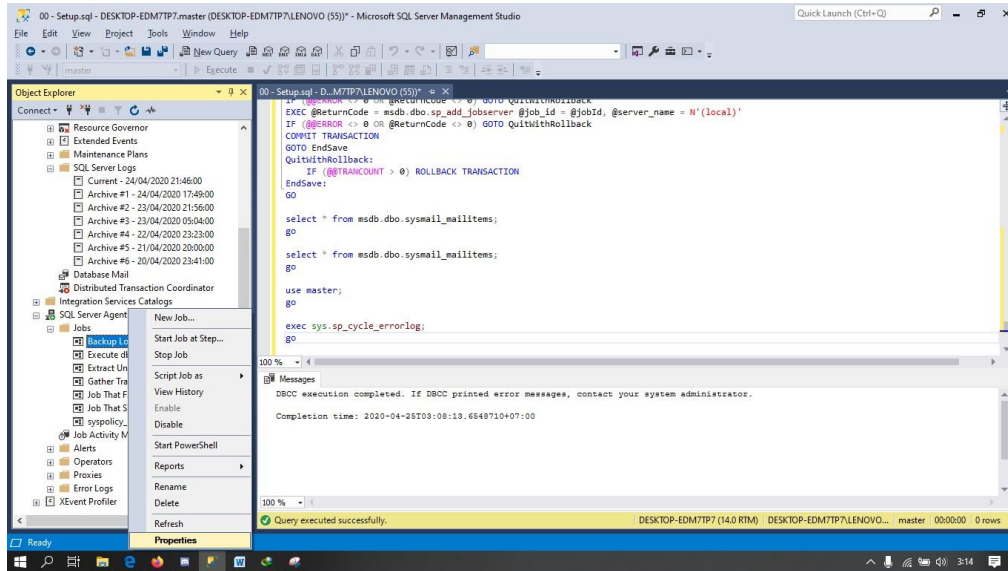 00 - Setup.sql - DESKTOP-EDM7TP7.master (DESKTOP-EDM7TP7\LENOVO (55))* - Microsoft SQL Server Management Studio
Quick Launch (Ctrl+Q)
File Edit View Project Tools Window Help
New Query
master
Execute
Object Explorer
Connect
Resource Governor
Extended Events
Maintenance Plans
SQL Server Logs
Current - 24/04/2020 21:46:00
Archive #1 - 24/04/2020 17:49:00
Archive #2 - 23/04/2020 21:56:00
Archive #3 - 23/04/2020 05:04:00
Archive #4 - 22/04/2020 23:23:00
Archive #5 - 21/04/2020 20:00:00
Archive #6 - 20/04/2020 23:41:00
Database Mail
Distributed Transaction Coordinator
Integration Services Catalogs
SQL Server Agent
Jobs
Backup Lo
Execute d
Extract Un
Gather Tra
Job That F
Job That S
syspolicy_
Job Activity M
Alerts
Operators
Proxies
Error Logs
XEvent Profiler
New Job...
Start Job at Step...
Stop Job
Script Job as
View History
Enable
Disable
Start PowerShell
Reports
Rename
Delete
Refresh
Properties
00 - Setup.sql - D...M7TP7\LENOVO (55))*
IF (@@ERROR <> 0 OR @ReturnCode <> 0) GOTO QuitWithRollback
EXEC @ReturnCode = msdb.dbo.sp_add_jobserver @job_id = @jobId, @server_name = N'(local)'
IF (@@ERROR <> 0 OR @ReturnCode <> 0) GOTO QuitWithRollback
COMMIT TRANSACTION
GOTO EndSave
QuitWithRollback:
IF (@@TRANCOUNT > 0) ROLLBACK TRANSACTION
EndSave:
GO
select * from msdb.dbo.sysmail_mailitems;
go
select * from msdb.dbo.sysmail_mailitems;
go
use master;
go
exec sys.sp_cycle_errorlog;
go
100 %
Messages
DBCC execution completed. If DBCC printed error messages, contact your system administrator.
Completion time: 2020-04-25T03:08:13.6548710+07:00
100 %
Query executed successfully.
DESKTOP-EDM7TP7 (14.0 RTM)
DESKTOP-EDM7TP7\LENOVO...
master
00:00:00
0 rows
Ready
3:14